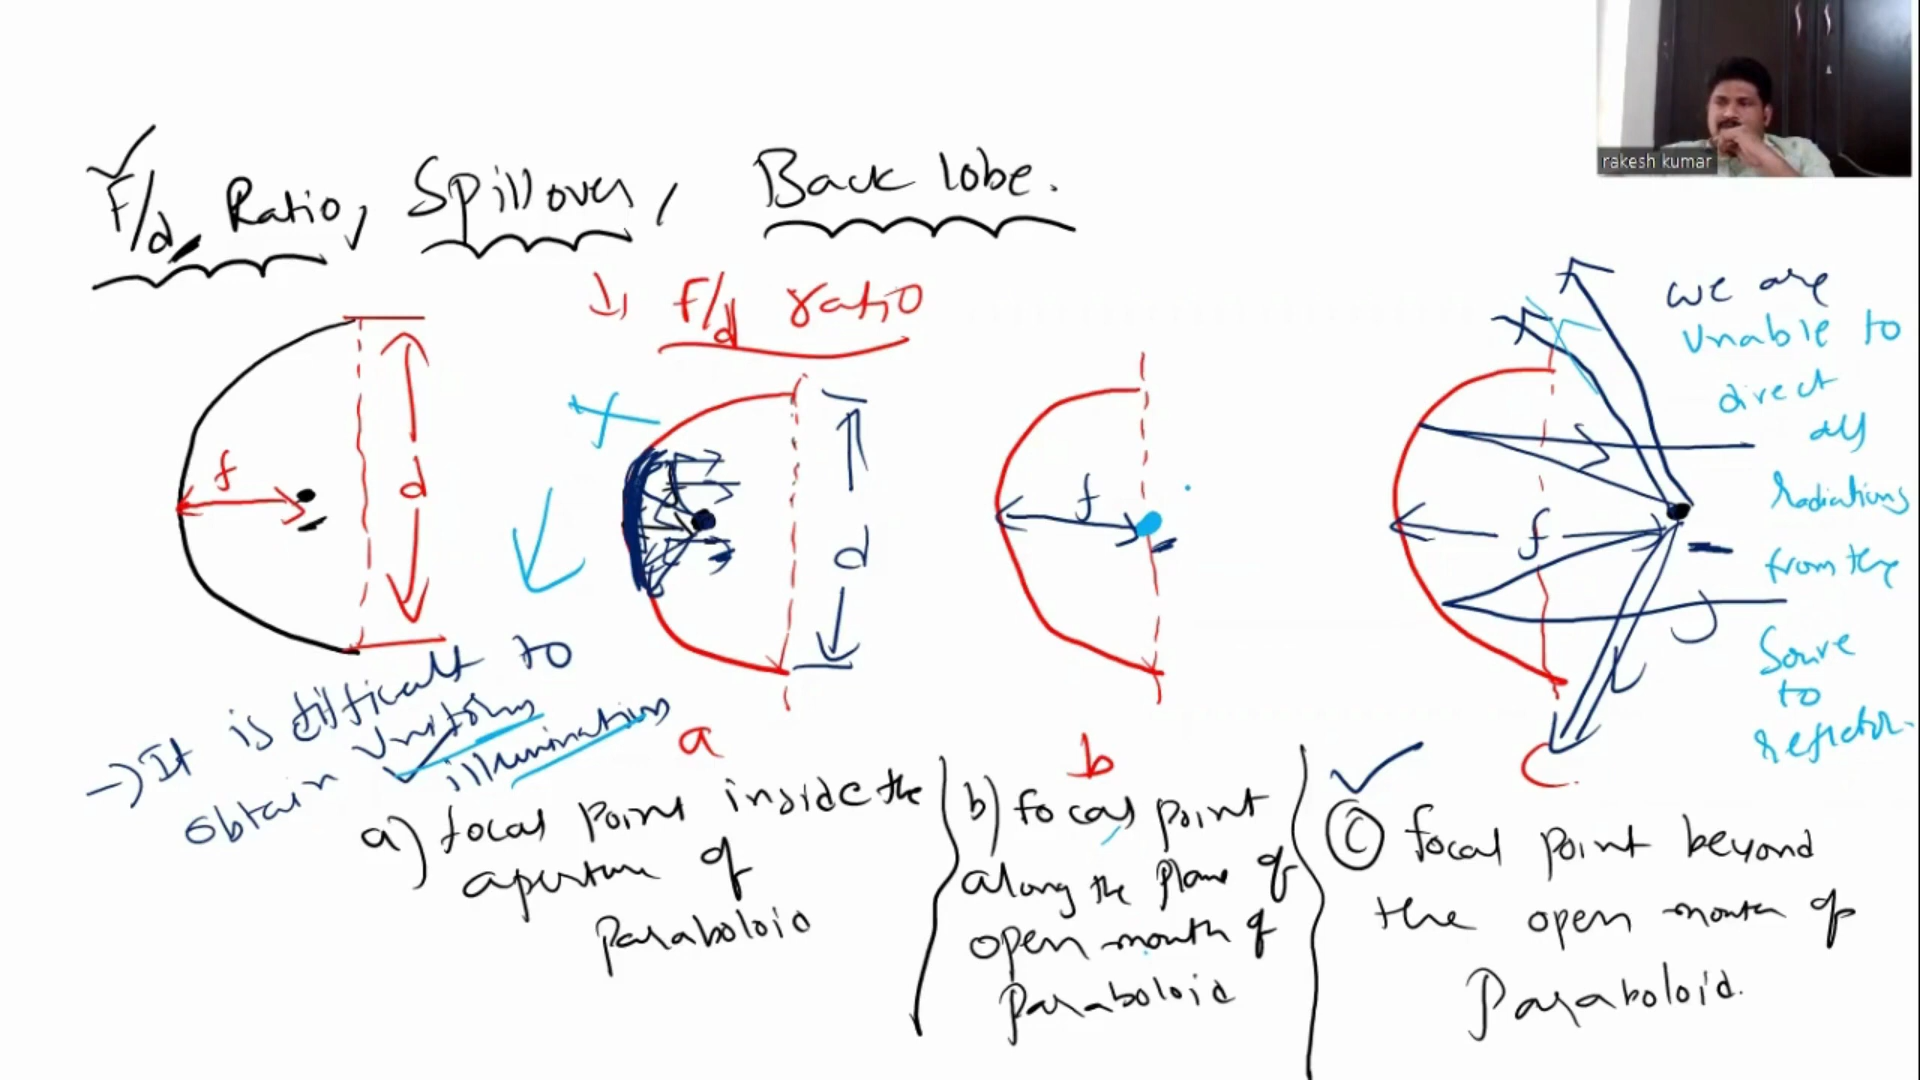 rakesh kumar
F/d Ratio, Spillover, Back lobe.
F/d ratio
f
d
d
f
f
we are
unable to
direct
all
radiations
from the
Sourse
to
reflector.
→ It is difficult to
obtain Uniform
illumination
a
b
C.
a) focal point inside the
aperture of
Paraboloid
b) focal point
along the plane of
open mouth of
Paraboloid
C focal point beyond
the open mouth of
Paraboloid.